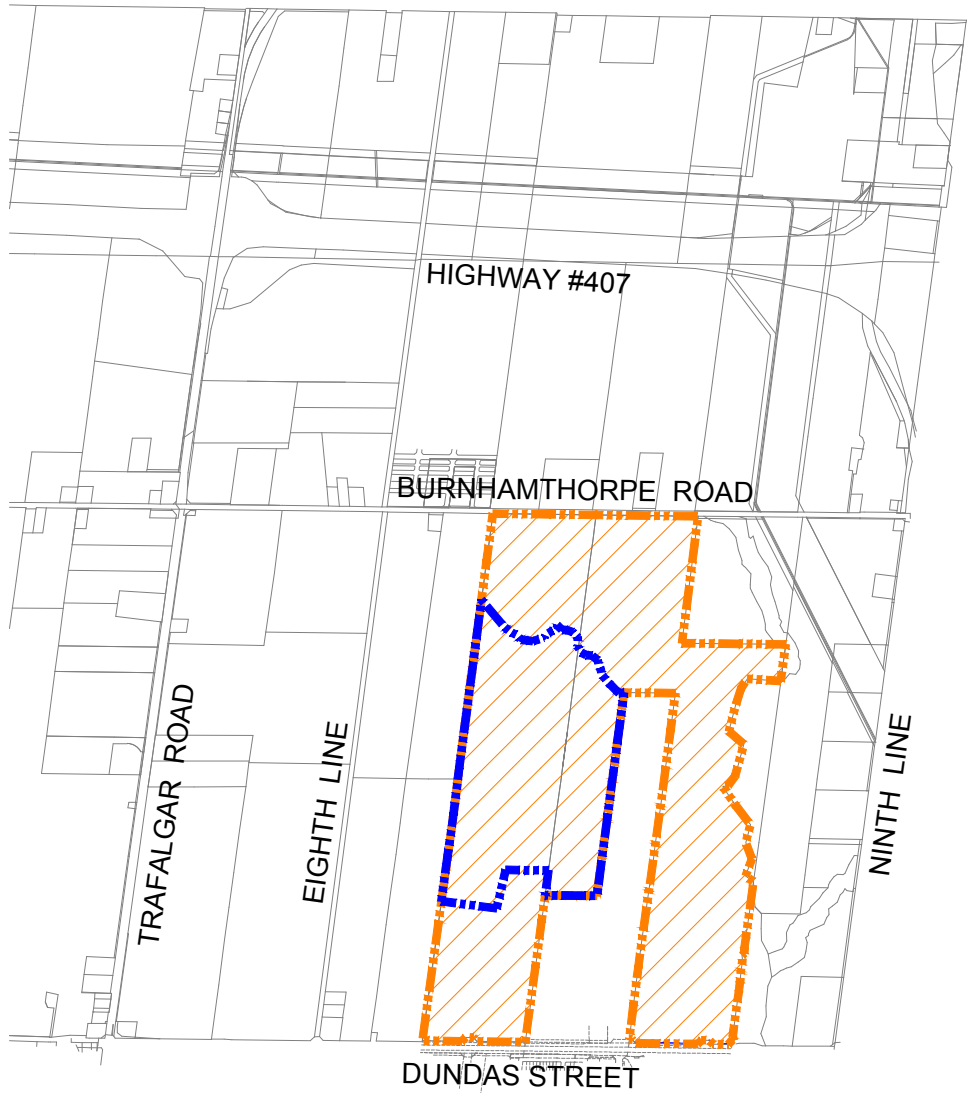 HIGHWAY #407
BURNHAMTHORPE ROAD
TRAFALGAR ROAD
EIGHTH LINE
NINTH LINE
DUNDAS STREET